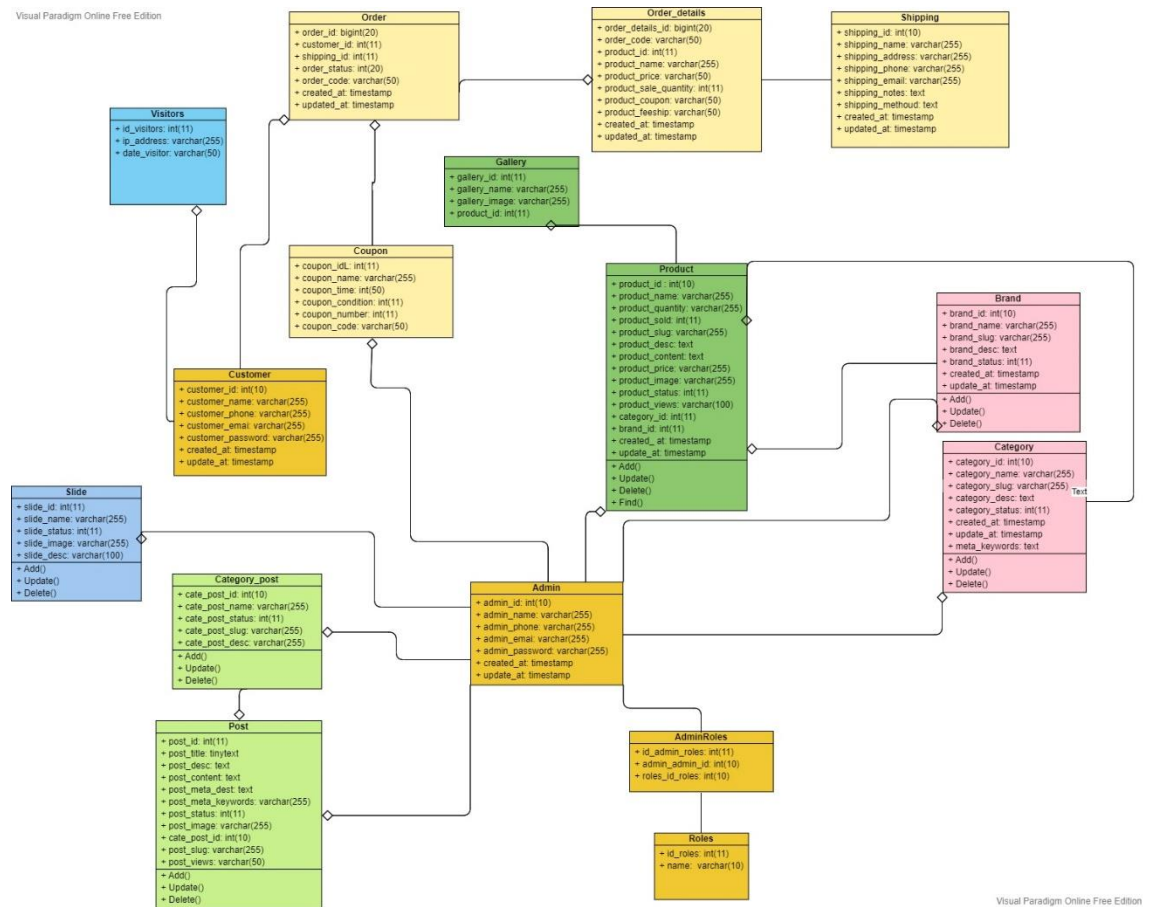 Visual Paradigm Online Free Edition
Order
+ order_id: bigint(20)
+ customer_id: int(11)
+ shipping_id: int(11)
+ order_status: int(20)
+ order_code: varchar(50)
+ created_at: timestamp
+ updated_at: timestamp
Order_details
+ order_details_id: bigint(20)
+ order_code: varchar(50)
+ product_id: int(11)
+ product_name: varchar(255)
+ product_price: varchar(50)
+ product_sale_quantity: int(11)
+ product_coupon: varchar(50)
+ product_feeship: varchar(50)
+ created_at: timestamp
+ updated_at: timestamp
Shipping
+ shipping_id: int(10)
+ shipping_name: varchar(255)
+ shipping_address: varchar(255)
+ shipping_phone: varchar(255)
+ shipping_email: varchar(255)
+ shipping_notes: text
+ shipping_methoud: text
+ created_at: timestamp
+ updated_at: timestamp
Visitors
+ id_visitors: int(11)
+ ip_address: varchar(255)
+ date_visitor: varchar(50)
Gallery
+ gallery_id: int(11)
+ gallery_name: varchar(255)
+ gallery_image: varchar(255)
+ product_id: int(11)
Coupon
+ coupon_idL: int(11)
+ coupon_name: varchar(255)
+ coupon_time: int(50)
+ coupon_condition: int(11)
+ coupon_number: int(11)
+ coupon_code: varchar(50)
Product
+ product_id : int(10)
+ product_name: varchar(255)
+ product_quantity: varchar(255)
+ product_sold: int(11)
+ product_slug: varchar(255)
+ product_desc: text
+ product_content: text
+ product_price: varchar(255)
+ product_image: varchar(255)
+ product_status: int(11)
+ product_views: varchar(100)
+ category_id: int(11)
+ brand_id: int(11)
+ created_at: timestamp
+ update_at: timestamp
+ Add()
+ Update()
+ Delete()
+ Find()
Brand
+ brand_id: int(10)
+ brand_name: varchar(255)
+ brand_slug: varchar(255)
+ brand_desc: text
+ brand_status: int(11)
+ created_at: timestamp
+ update_at: timestamp
+ Add()
+ Update()
+ Delete()
Customer
+ customer_id: int(10)
+ customer_name: varchar(255)
+ customer_phone: varchar(255)
+ customer_emai: varchar(255)
+ customer_password: varchar(255)
+ created_at: timestamp
+ update_at: timestamp
Category
+ category_id: int(10)
+ category_name: varchar(255)
+ category_slug: varchar(255)
+ category_desc: text
+ category_status: int(11)
+ created_at: timestamp
+ update_at: timestamp
+ meta_keywords: text
+ Add()
+ Update()
+ Delete()
Text
Slide
+ slide_id: int(11)
+ slide_name: varchar(255)
+ slide_status: int(11)
+ slide_image: varchar(255)
+ slide_desc: varchar(100)
+ Add()
+ Update()
+ Delete()
Category_post
+ cate_post_id: int(10)
+ cate_post_name: varchar(255)
+ cate_post_status: int(11)
+ cate_post_slug: varchar(255)
+ cate_post_desc: varchar(255)
+ Add()
+ Update()
+ Delete()
Admin
+ admin_id: int(10)
+ admin_name: varchar(255)
+ admin_phone: varchar(255)
+ admin_emai: varchar(255)
+ admin_password: varchar(255)
+ created_at: timestamp
+ update_at: timestamp
Post
+ post_id: int(11)
+ post_title: tinytext
+ post_desc: text
+ post_content: text
+ post_meta_dest: text
+ post_meta_keywords: varchar(255)
+ post_status: int(11)
+ post_image: varchar(255)
+ cate_post_id: int(10)
+ post_slug: varchar(255)
+ post_views: varchar(50)
+ Add()
+ Update()
+ Delete()
AdminRoles
+ id_admin_roles: int(11)
+ admin_admin_id: int(10)
+ roles_id_roles: int(10)
Roles
+ id_roles: int(11)
+ name: varchar(10)
Visual Paradigm Online Free Edition